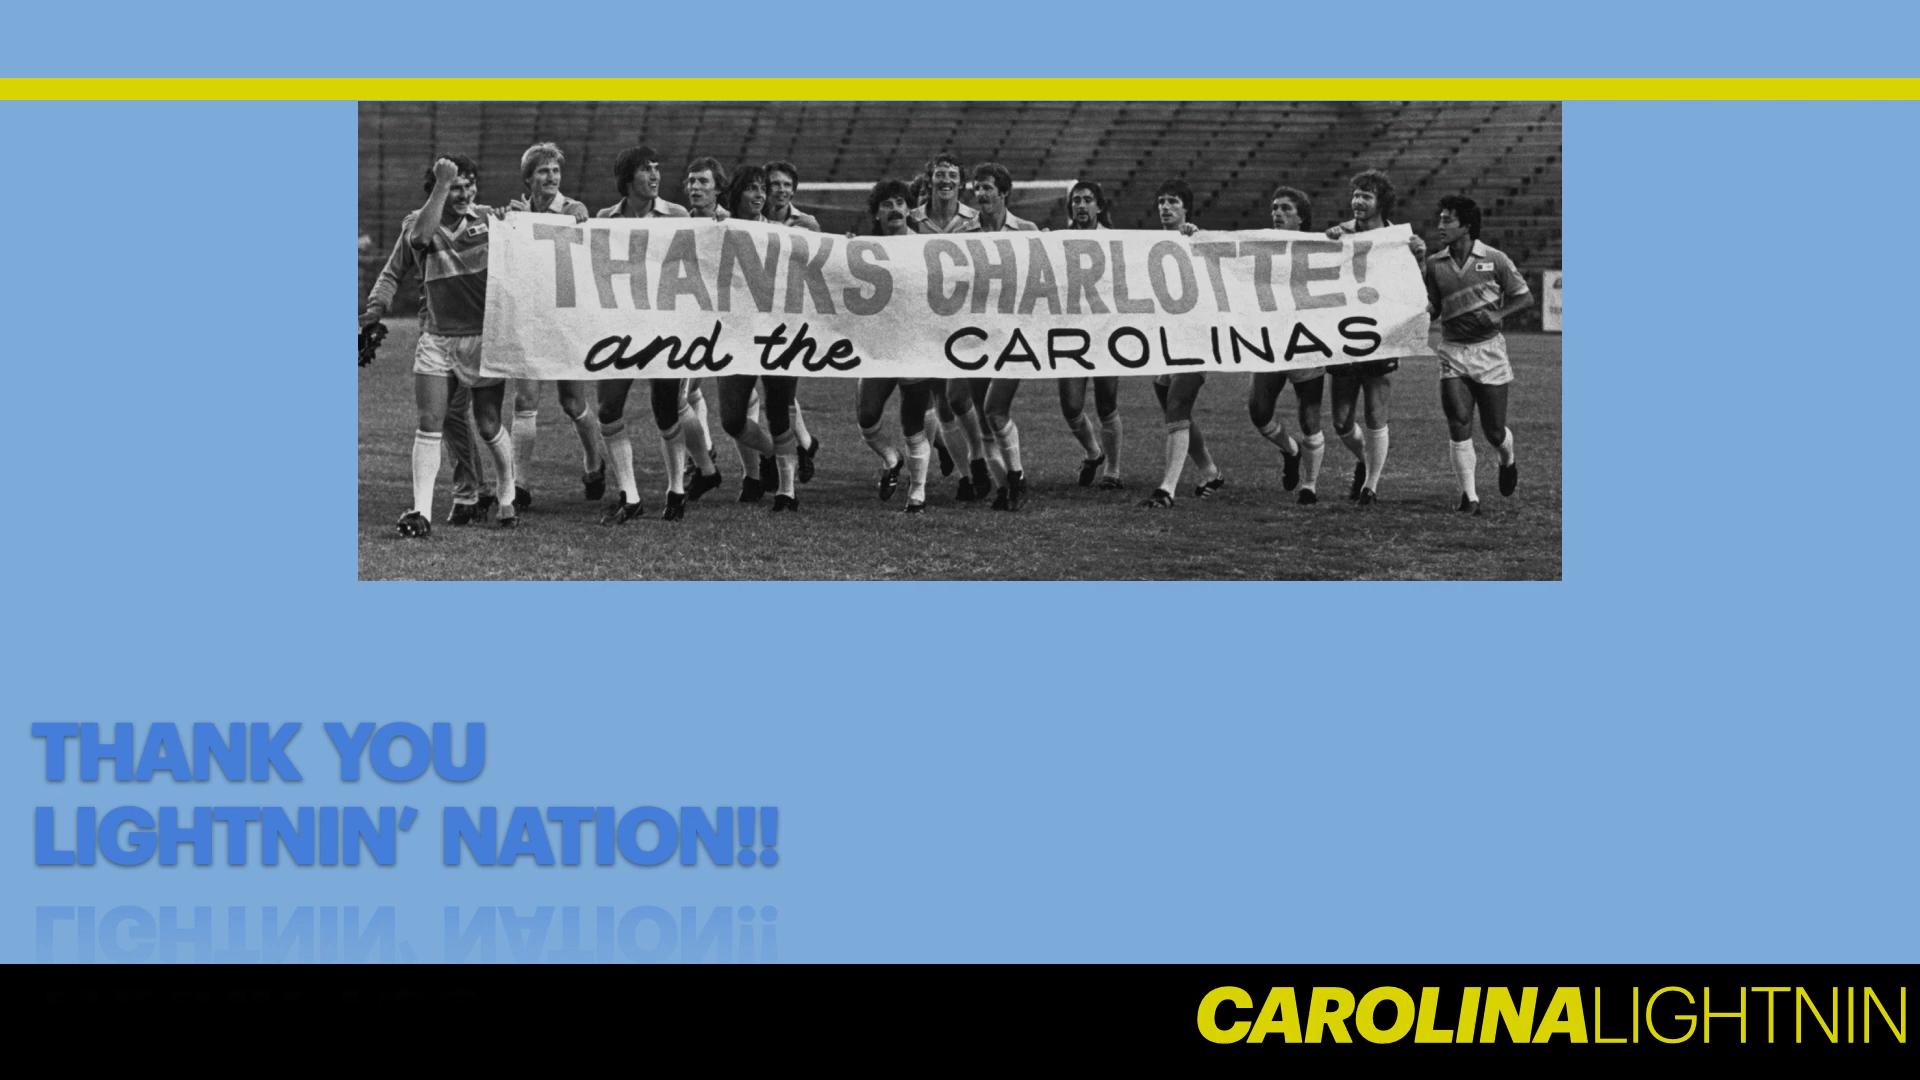 THANKS CHARLOTTE!
and the CAROLINAS
THANK YOU
LIGHTNIN’ NATION!!
CAROLINALIGHTNIN